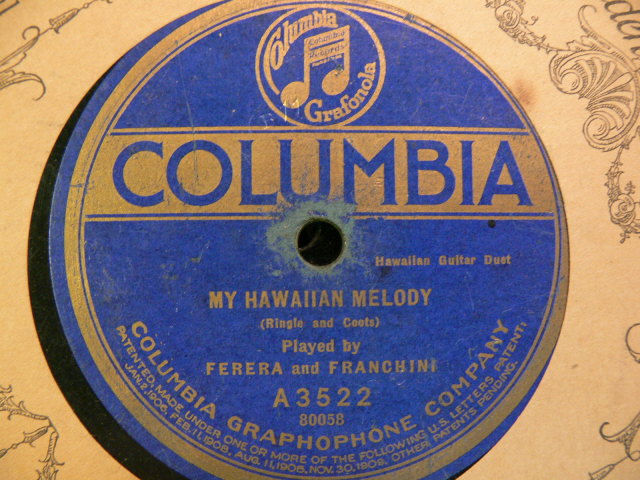 Columbia
Columbia
Records
Grafonola
COLUMBIA
Hawaiian Guitar Duet
MY HAWAIIAN MELODY
(Ringle and Coots)
Played by
FERERA and FRANCHINI
A3522
80058
COLUMBIA GRAPHOPHONE COMPANY
PATENTED, MADE UNDER ONE OR MORE OF THE FOLLOWING U.S. LETTERS, PATENT:
JAN. 2, 1906, FEB. 11, 1908, AUG. 11, 1908, NOV. 30, 1909, OTHER PATENTS PENDING.